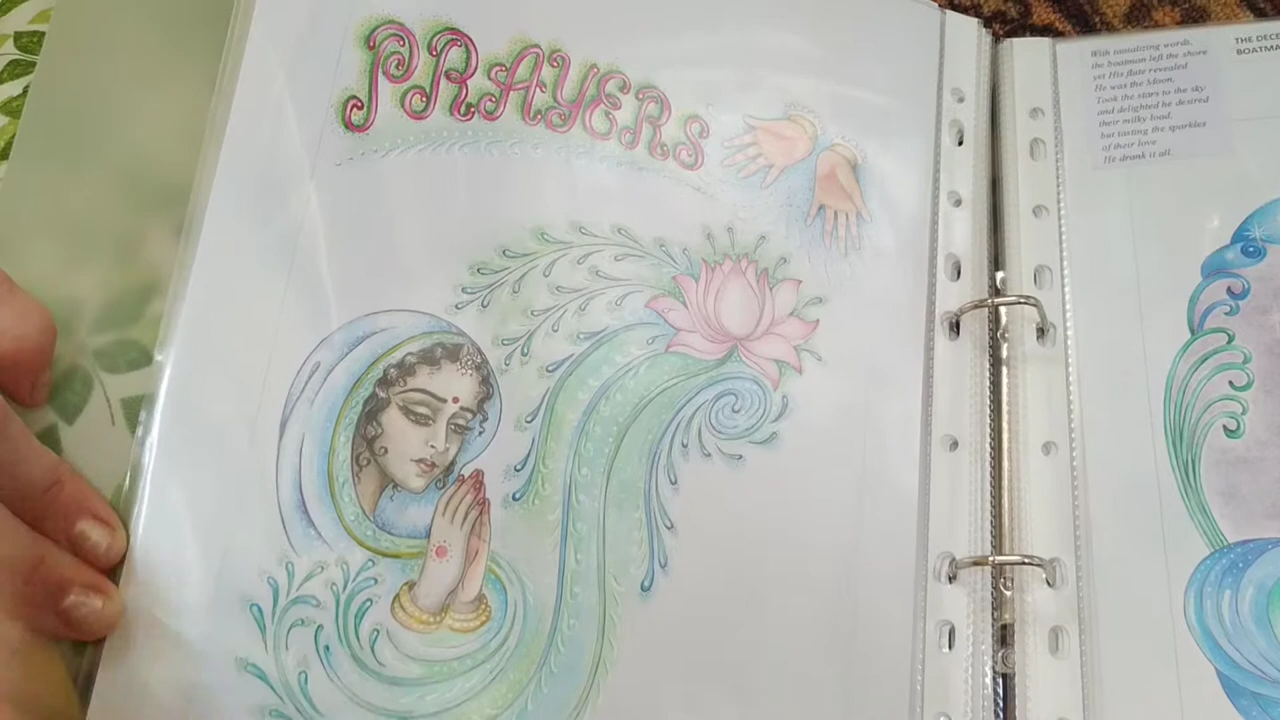 PRAYERS
With tantalizing words,
the boatman left the shore
yet His flute revealed
He was the Moon,
Took the stars to the sky
and delighted he desired
their milky load,
but tasting the sparkles
of their love
He drank it all.
THE DECE
BOATMA